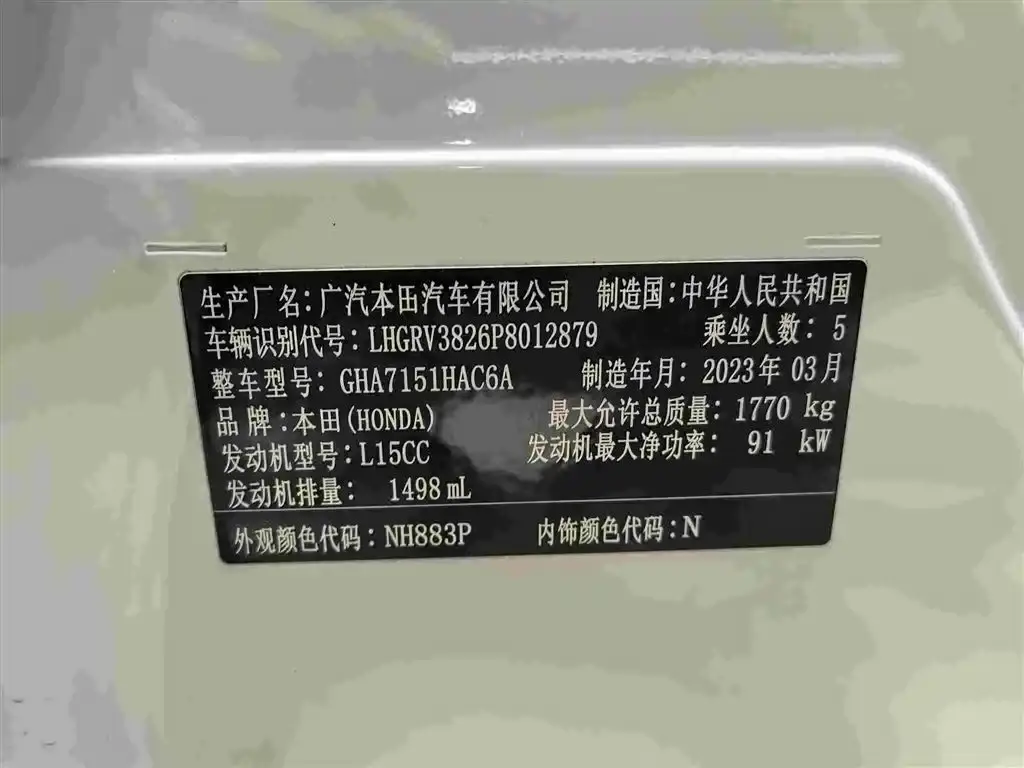 生产厂名：广汽本田汽车有限公司 制造国：中华人民共和国
车辆识别代号：LHGRV3826P8012879 乘坐人数：5
整车型号：GHA7151HAC6A 制造年月：2023年03月
品牌：本田(HONDA) 最大允许总质量：1770 kg
发动机型号：L15CC 发动机最大净功率：91 kW
发动机排量：1498 mL
外观颜色代码：NH883P 内饰颜色代码：N